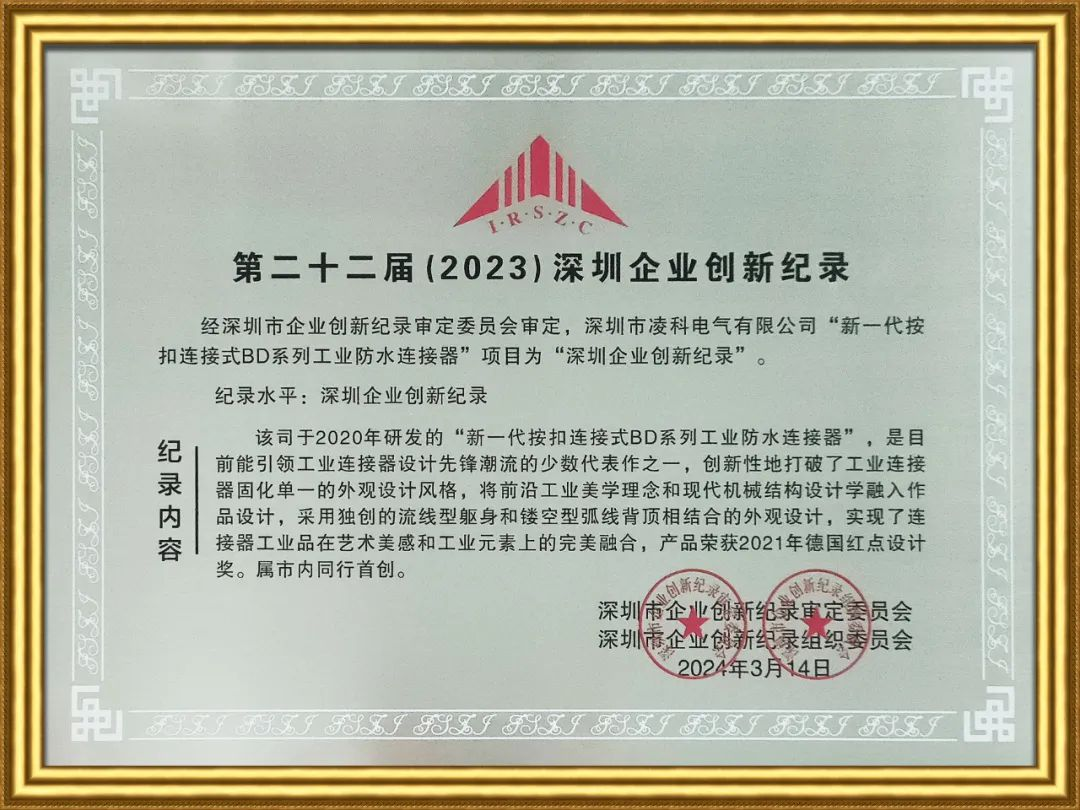 I·R·S·Z·C
第二十二届(2023)深圳企业创新纪录
经深圳市企业创新纪录审定委员会审定，深圳市凌科电气有限公司“新一代按
扣连接式BD系列工业防水连接器”项目为“深圳企业创新纪录”。
纪录水平：深圳企业创新纪录
纪录内容
该司于2020年研发的“新一代按扣连接式BD系列工业防水连接器”，是目
前能引领工业连接器设计先锋潮流的少数代表作之一，创新性地打破了工业连接
器固化单一的外观设计风格，将前沿工业美学理念和现代机械结构设计学融入作
品设计，采用独创的流线型躯身和镂空型弧线背顶相结合的外观设计，实现了连
接器工业品在艺术美感和工业元素上的完美融合，产品荣获2021年德国红点设计
奖。属市内同行首创。
深圳市企业创新纪录审定委员会
深圳市企业创新纪录组织委员会
2024年3月14日